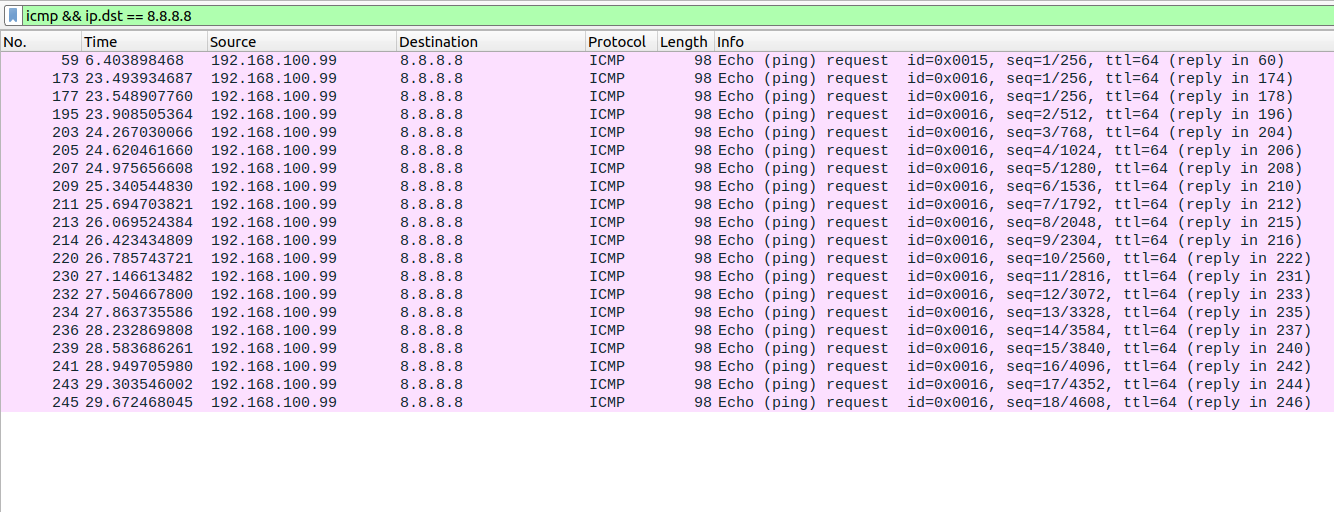 icmp && ip.dst == 8.8.8.8
No. Time Source Destination Protocol Length Info
59 6.403898468 192.168.100.99 8.8.8.8 ICMP 98 Echo (ping) request id=0x0015, seq=1/256, ttl=64 (reply in 60)
173 23.493934687 192.168.100.99 8.8.8.8 ICMP 98 Echo (ping) request id=0x0016, seq=1/256, ttl=64 (reply in 174)
177 23.548907760 192.168.100.99 8.8.8.8 ICMP 98 Echo (ping) request id=0x0016, seq=1/256, ttl=64 (reply in 178)
195 23.908505364 192.168.100.99 8.8.8.8 ICMP 98 Echo (ping) request id=0x0016, seq=2/512, ttl=64 (reply in 196)
203 24.267030066 192.168.100.99 8.8.8.8 ICMP 98 Echo (ping) request id=0x0016, seq=3/768, ttl=64 (reply in 204)
205 24.620461660 192.168.100.99 8.8.8.8 ICMP 98 Echo (ping) request id=0x0016, seq=4/1024, ttl=64 (reply in 206)
207 24.975656608 192.168.100.99 8.8.8.8 ICMP 98 Echo (ping) request id=0x0016, seq=5/1280, ttl=64 (reply in 208)
209 25.340544830 192.168.100.99 8.8.8.8 ICMP 98 Echo (ping) request id=0x0016, seq=6/1536, ttl=64 (reply in 210)
211 25.694703821 192.168.100.99 8.8.8.8 ICMP 98 Echo (ping) request id=0x0016, seq=7/1792, ttl=64 (reply in 212)
213 26.069524384 192.168.100.99 8.8.8.8 ICMP 98 Echo (ping) request id=0x0016, seq=8/2048, ttl=64 (reply in 215)
214 26.423434809 192.168.100.99 8.8.8.8 ICMP 98 Echo (ping) request id=0x0016, seq=9/2304, ttl=64 (reply in 216)
220 26.785743721 192.168.100.99 8.8.8.8 ICMP 98 Echo (ping) request id=0x0016, seq=10/2560, ttl=64 (reply in 222)
230 27.146613482 192.168.100.99 8.8.8.8 ICMP 98 Echo (ping) request id=0x0016, seq=11/2816, ttl=64 (reply in 231)
232 27.504667800 192.168.100.99 8.8.8.8 ICMP 98 Echo (ping) request id=0x0016, seq=12/3072, ttl=64 (reply in 233)
234 27.863735586 192.168.100.99 8.8.8.8 ICMP 98 Echo (ping) request id=0x0016, seq=13/3328, ttl=64 (reply in 235)
236 28.232869808 192.168.100.99 8.8.8.8 ICMP 98 Echo (ping) request id=0x0016, seq=14/3584, ttl=64 (reply in 237)
239 28.583686261 192.168.100.99 8.8.8.8 ICMP 98 Echo (ping) request id=0x0016, seq=15/3840, ttl=64 (reply in 240)
241 28.949705980 192.168.100.99 8.8.8.8 ICMP 98 Echo (ping) request id=0x0016, seq=16/4096, ttl=64 (reply in 242)
243 29.303546002 192.168.100.99 8.8.8.8 ICMP 98 Echo (ping) request id=0x0016, seq=17/4352, ttl=64 (reply in 244)
245 29.672468045 192.168.100.99 8.8.8.8 ICMP 98 Echo (ping) request id=0x0016, seq=18/4608, ttl=64 (reply in 246)